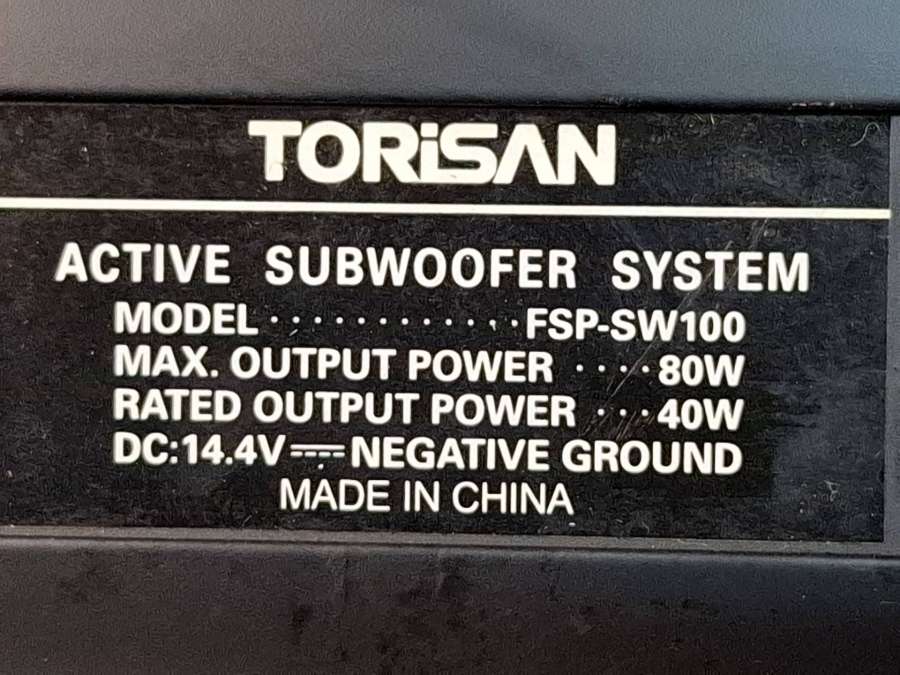 TORiSAN
ACTIVE SUBWOOFER SYSTEM
MODEL ············FSP-SW100
MAX. OUTPUT POWER ····80W
RATED OUTPUT POWER ···40W
DC:14.4V⎓NEGATIVE GROUND
MADE IN CHINA